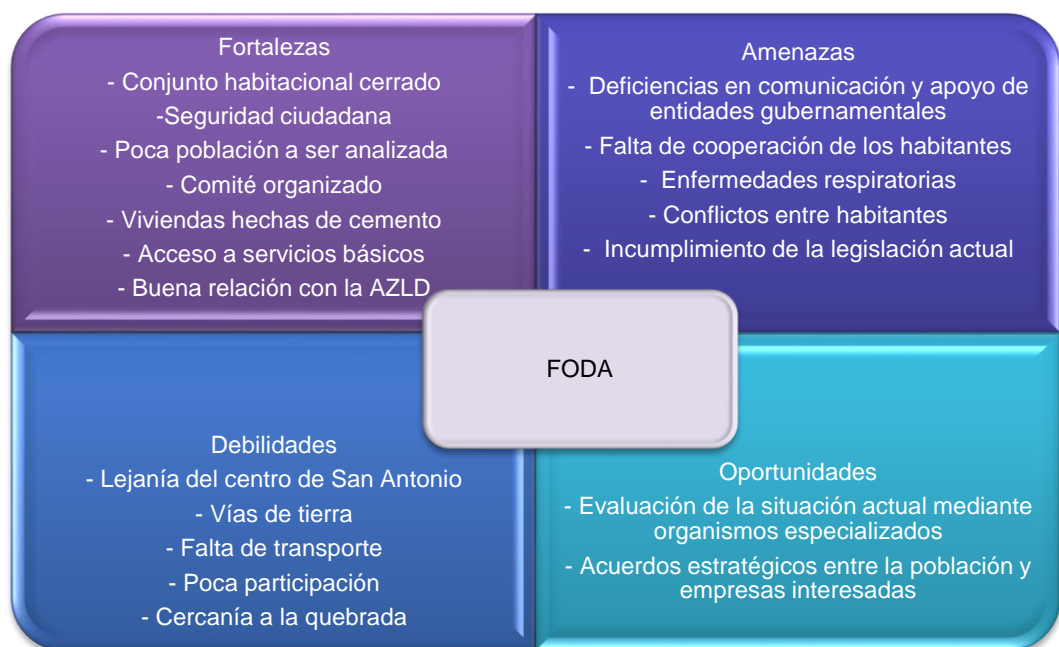 Fortalezas
- Conjunto habitacional cerrado
-Seguridad ciudadana
- Poca población a ser analizada
- Comité organizado
- Viviendas hechas de cemento
- Acceso a servicios básicos
- Buena relación con la AZLD
Amenazas
- Deficiencias en comunicación y apoyo de
entidades gubernamentales
- Falta de cooperación de los habitantes
- Enfermedades respiratorias
- Conflictos entre habitantes
- Incumplimiento de la legislación actual
FODA
Debilidades
- Lejanía del centro de San Antonio
- Vías de tierra
- Falta de transporte
- Poca participación
- Cercanía a la quebrada
Oportunidades
- Evaluación de la situación actual mediante
organismos especializados
- Acuerdos estratégicos entre la población y
empresas interesadas